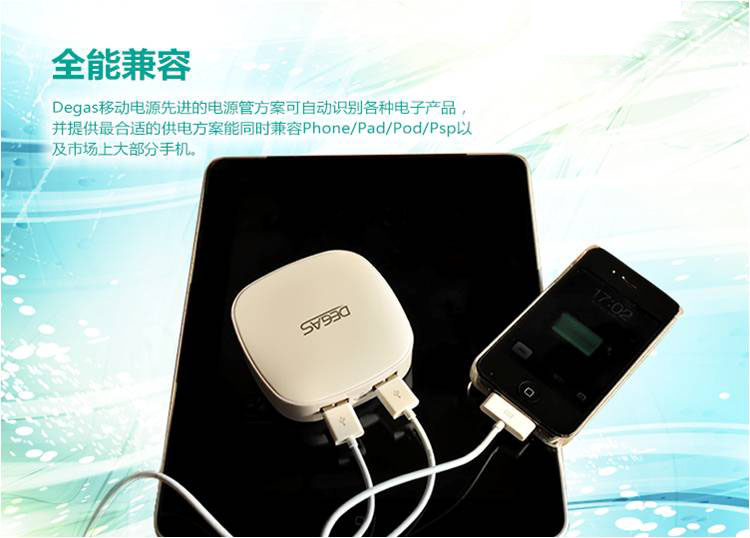 全能兼容
Degas移动电源先进的电源管方案可自动识别各种电子产品，
并提供最合适的供电方案能同时兼容Phone/Pad/Pod/Psp以
及市场上大部分手机。
DEGAS
17:02